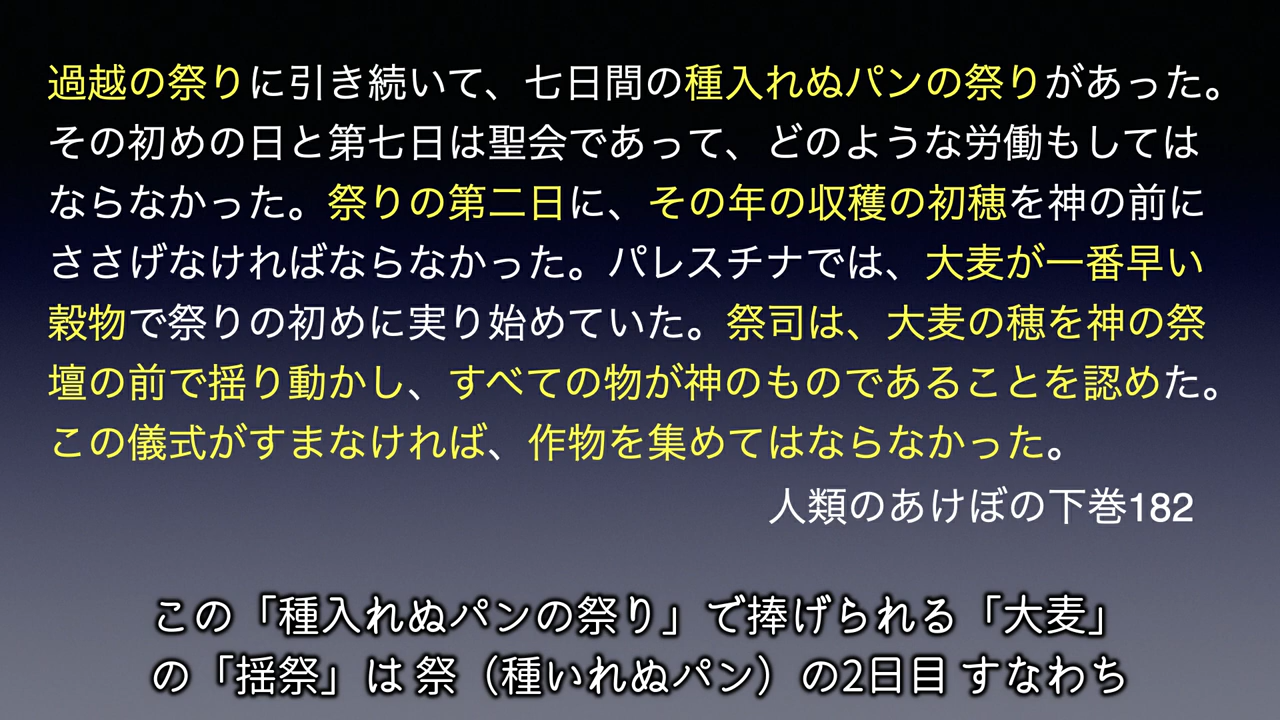 過越の祭りに引き続いて、七日間の種入れぬパンの祭りがあった。
その初めの日と第七日は聖会であって、どのような労働もしては
ならなかった。祭りの第二日に、その年の収穫の初穂を神の前に
ささげなければならなかった。パレスチナでは、大麦が一番早い
穀物で祭りの初めに実り始めていた。祭司は、大麦の穂を神の祭
壇の前で揺り動かし、すべての物が神のものであることを認めた。
この儀式がすまなければ、作物を集めてはならなかった。
人類のあけぼの下巻182
この「種入れぬパンの祭り」で捧げられる「大麦」
の「揺祭」は 祭（種いれぬパン）の2日目 すなわち